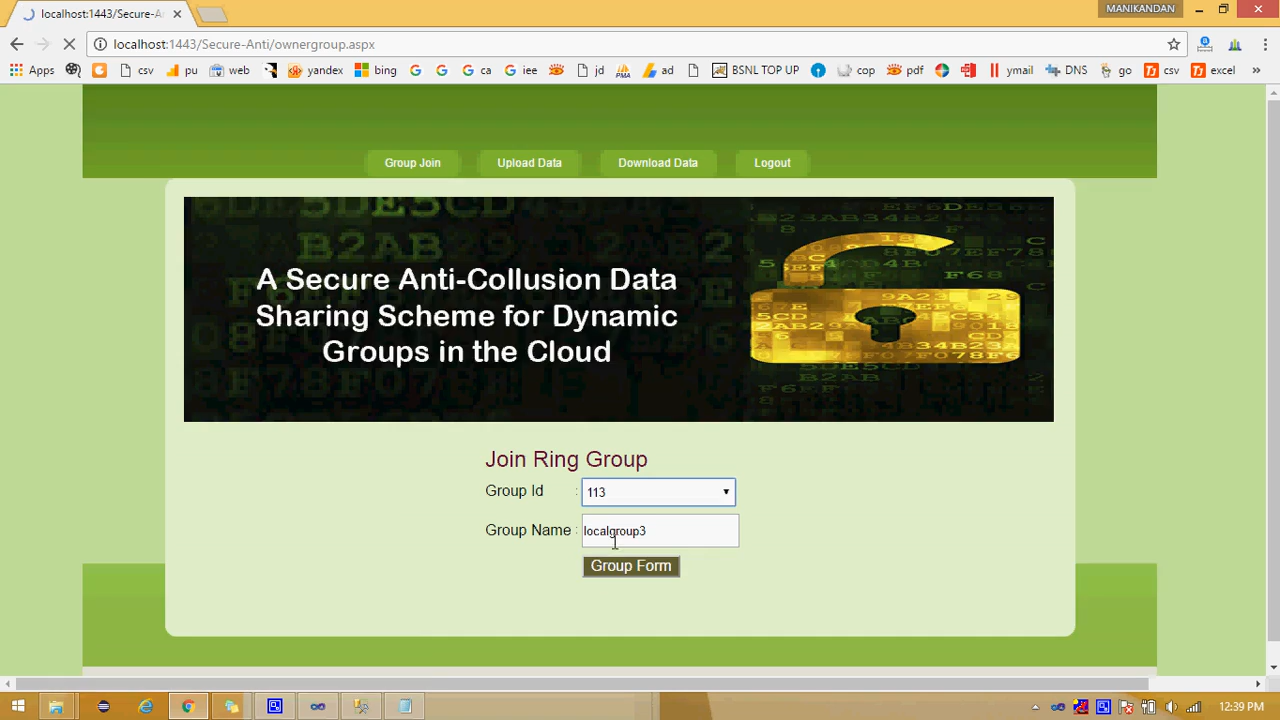 localhost:1443/Secure-A
MANIKANDAN
localhost:1443/Secure-Anti/ownergroup.aspx
Apps csv pu web yandex bing ca iea jd ad BSNL TOP UP cop pdf ymail DNS go csv excel »
Group Join Upload Data Download Data Logout
A Secure Anti-Collusion Data
Sharing Scheme for Dynamic
Groups in the Cloud
Join Ring Group
Group Id : 113
Group Name : localgroup3
Group Form
12:39 PM